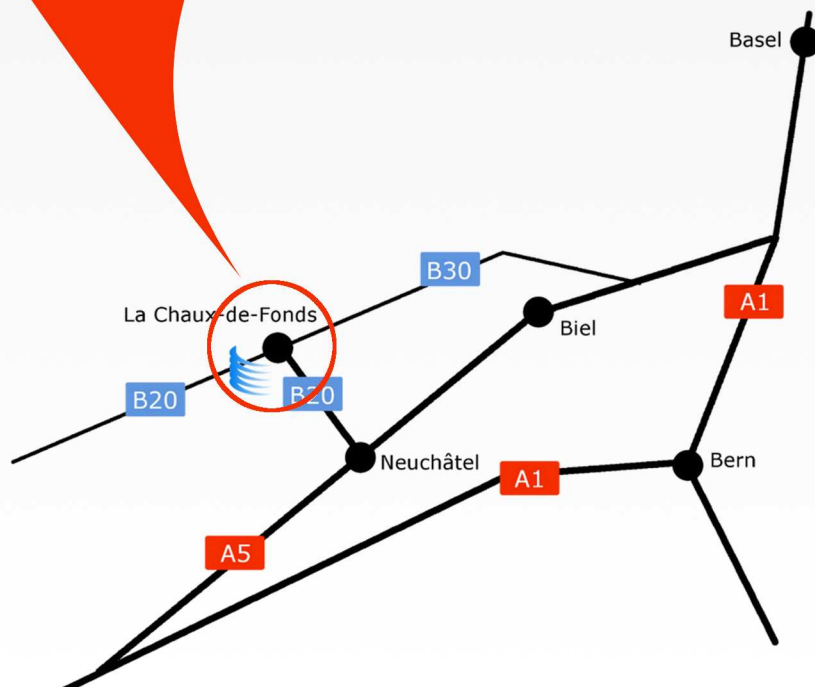 Basel
B30
A1
La Chaux-de-Fonds
Biel
B20
B20
Neuchâtel
Bern
A1
A5